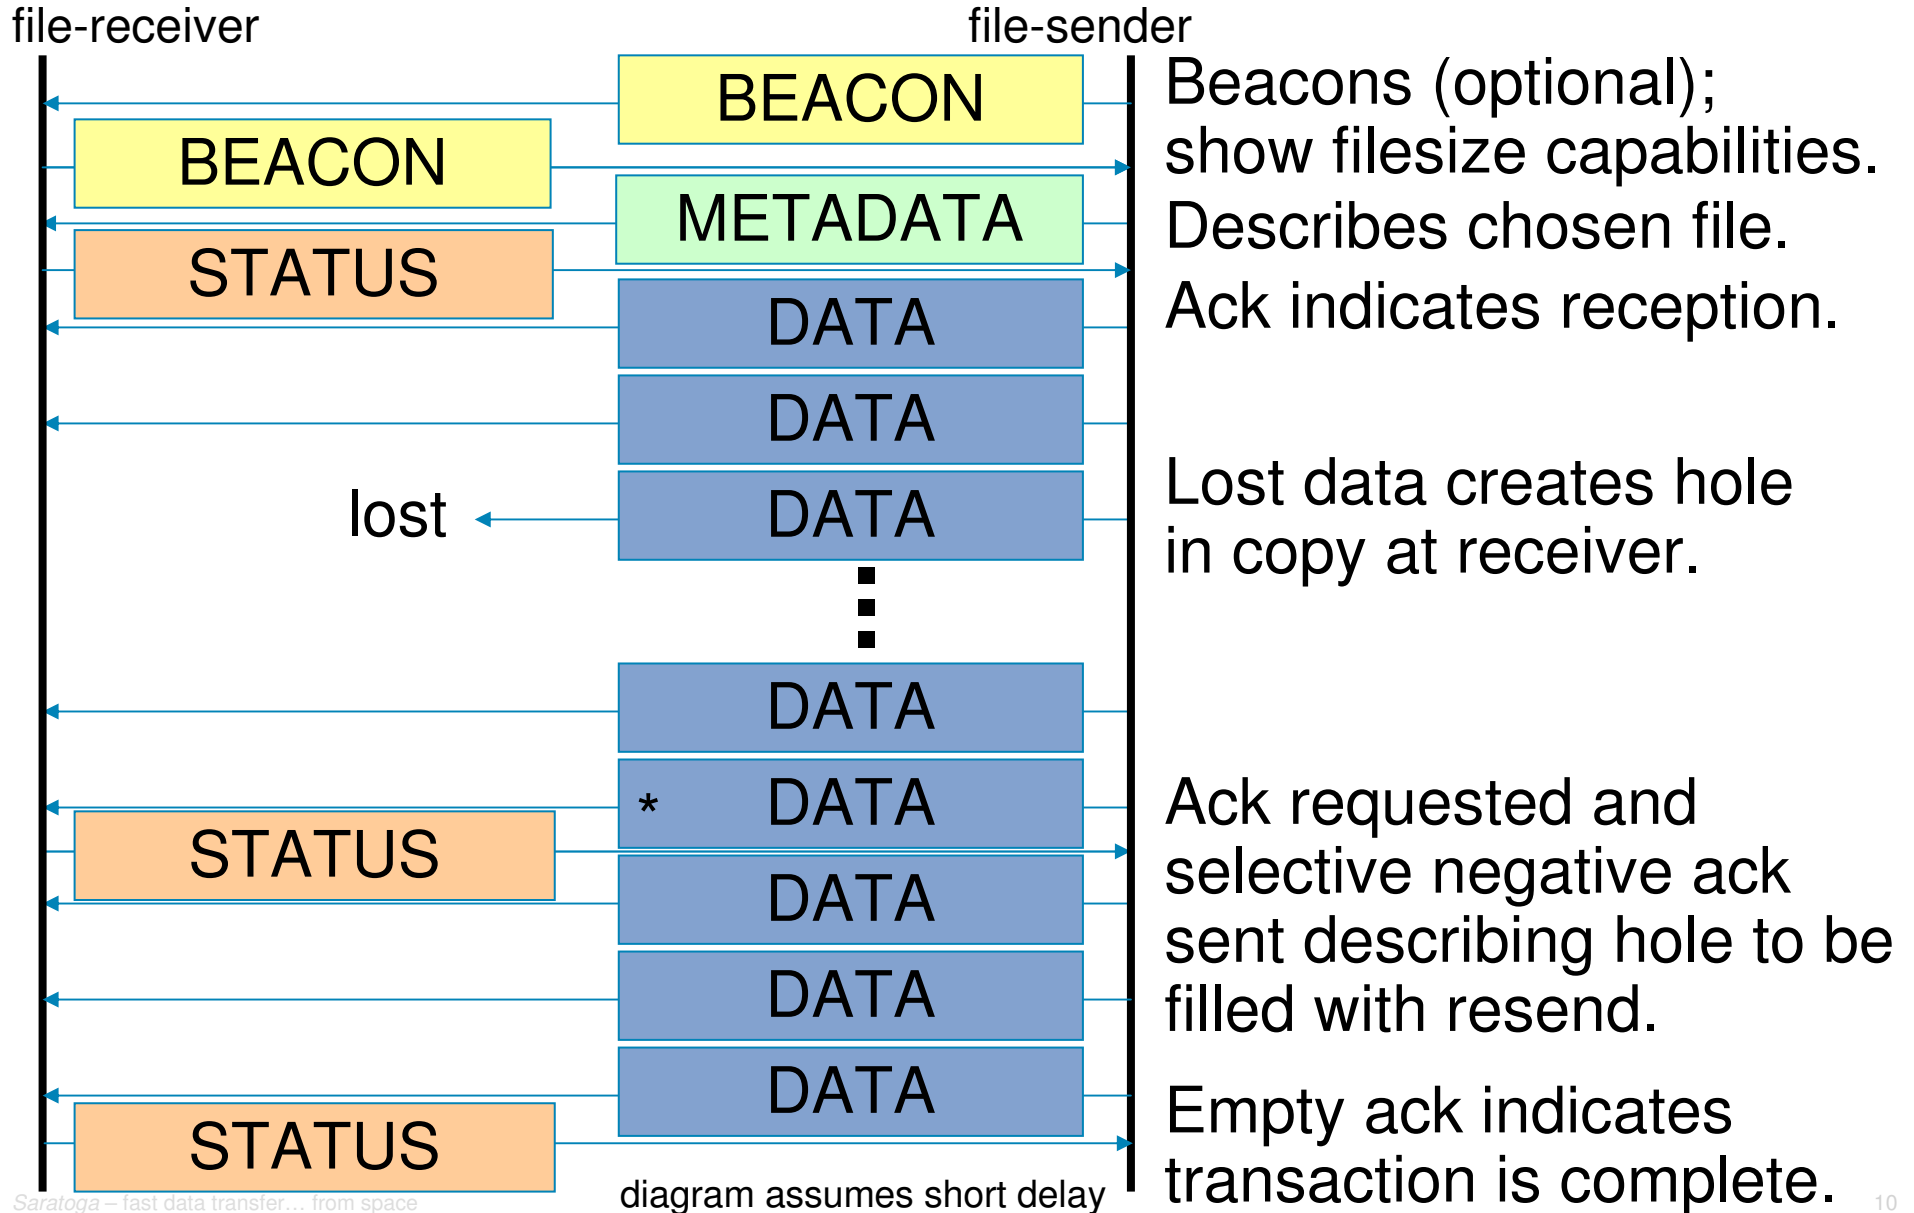 file-receiver
file-sender
BEACON
Beacons (optional);
show filesize capabilities.
BEACON
METADATA
Describes chosen file.
STATUS
Ack indicates reception.
DATA
DATA
lost
DATA
Lost data creates hole
in copy at receiver.
DATA
* DATA
Ack requested and
selective negative ack
sent describing hole to be
filled with resend.
STATUS
DATA
DATA
DATA
STATUS
Empty ack indicates
transaction is complete.
Saratoga – fast data transfer… from space
diagram assumes short delay
10